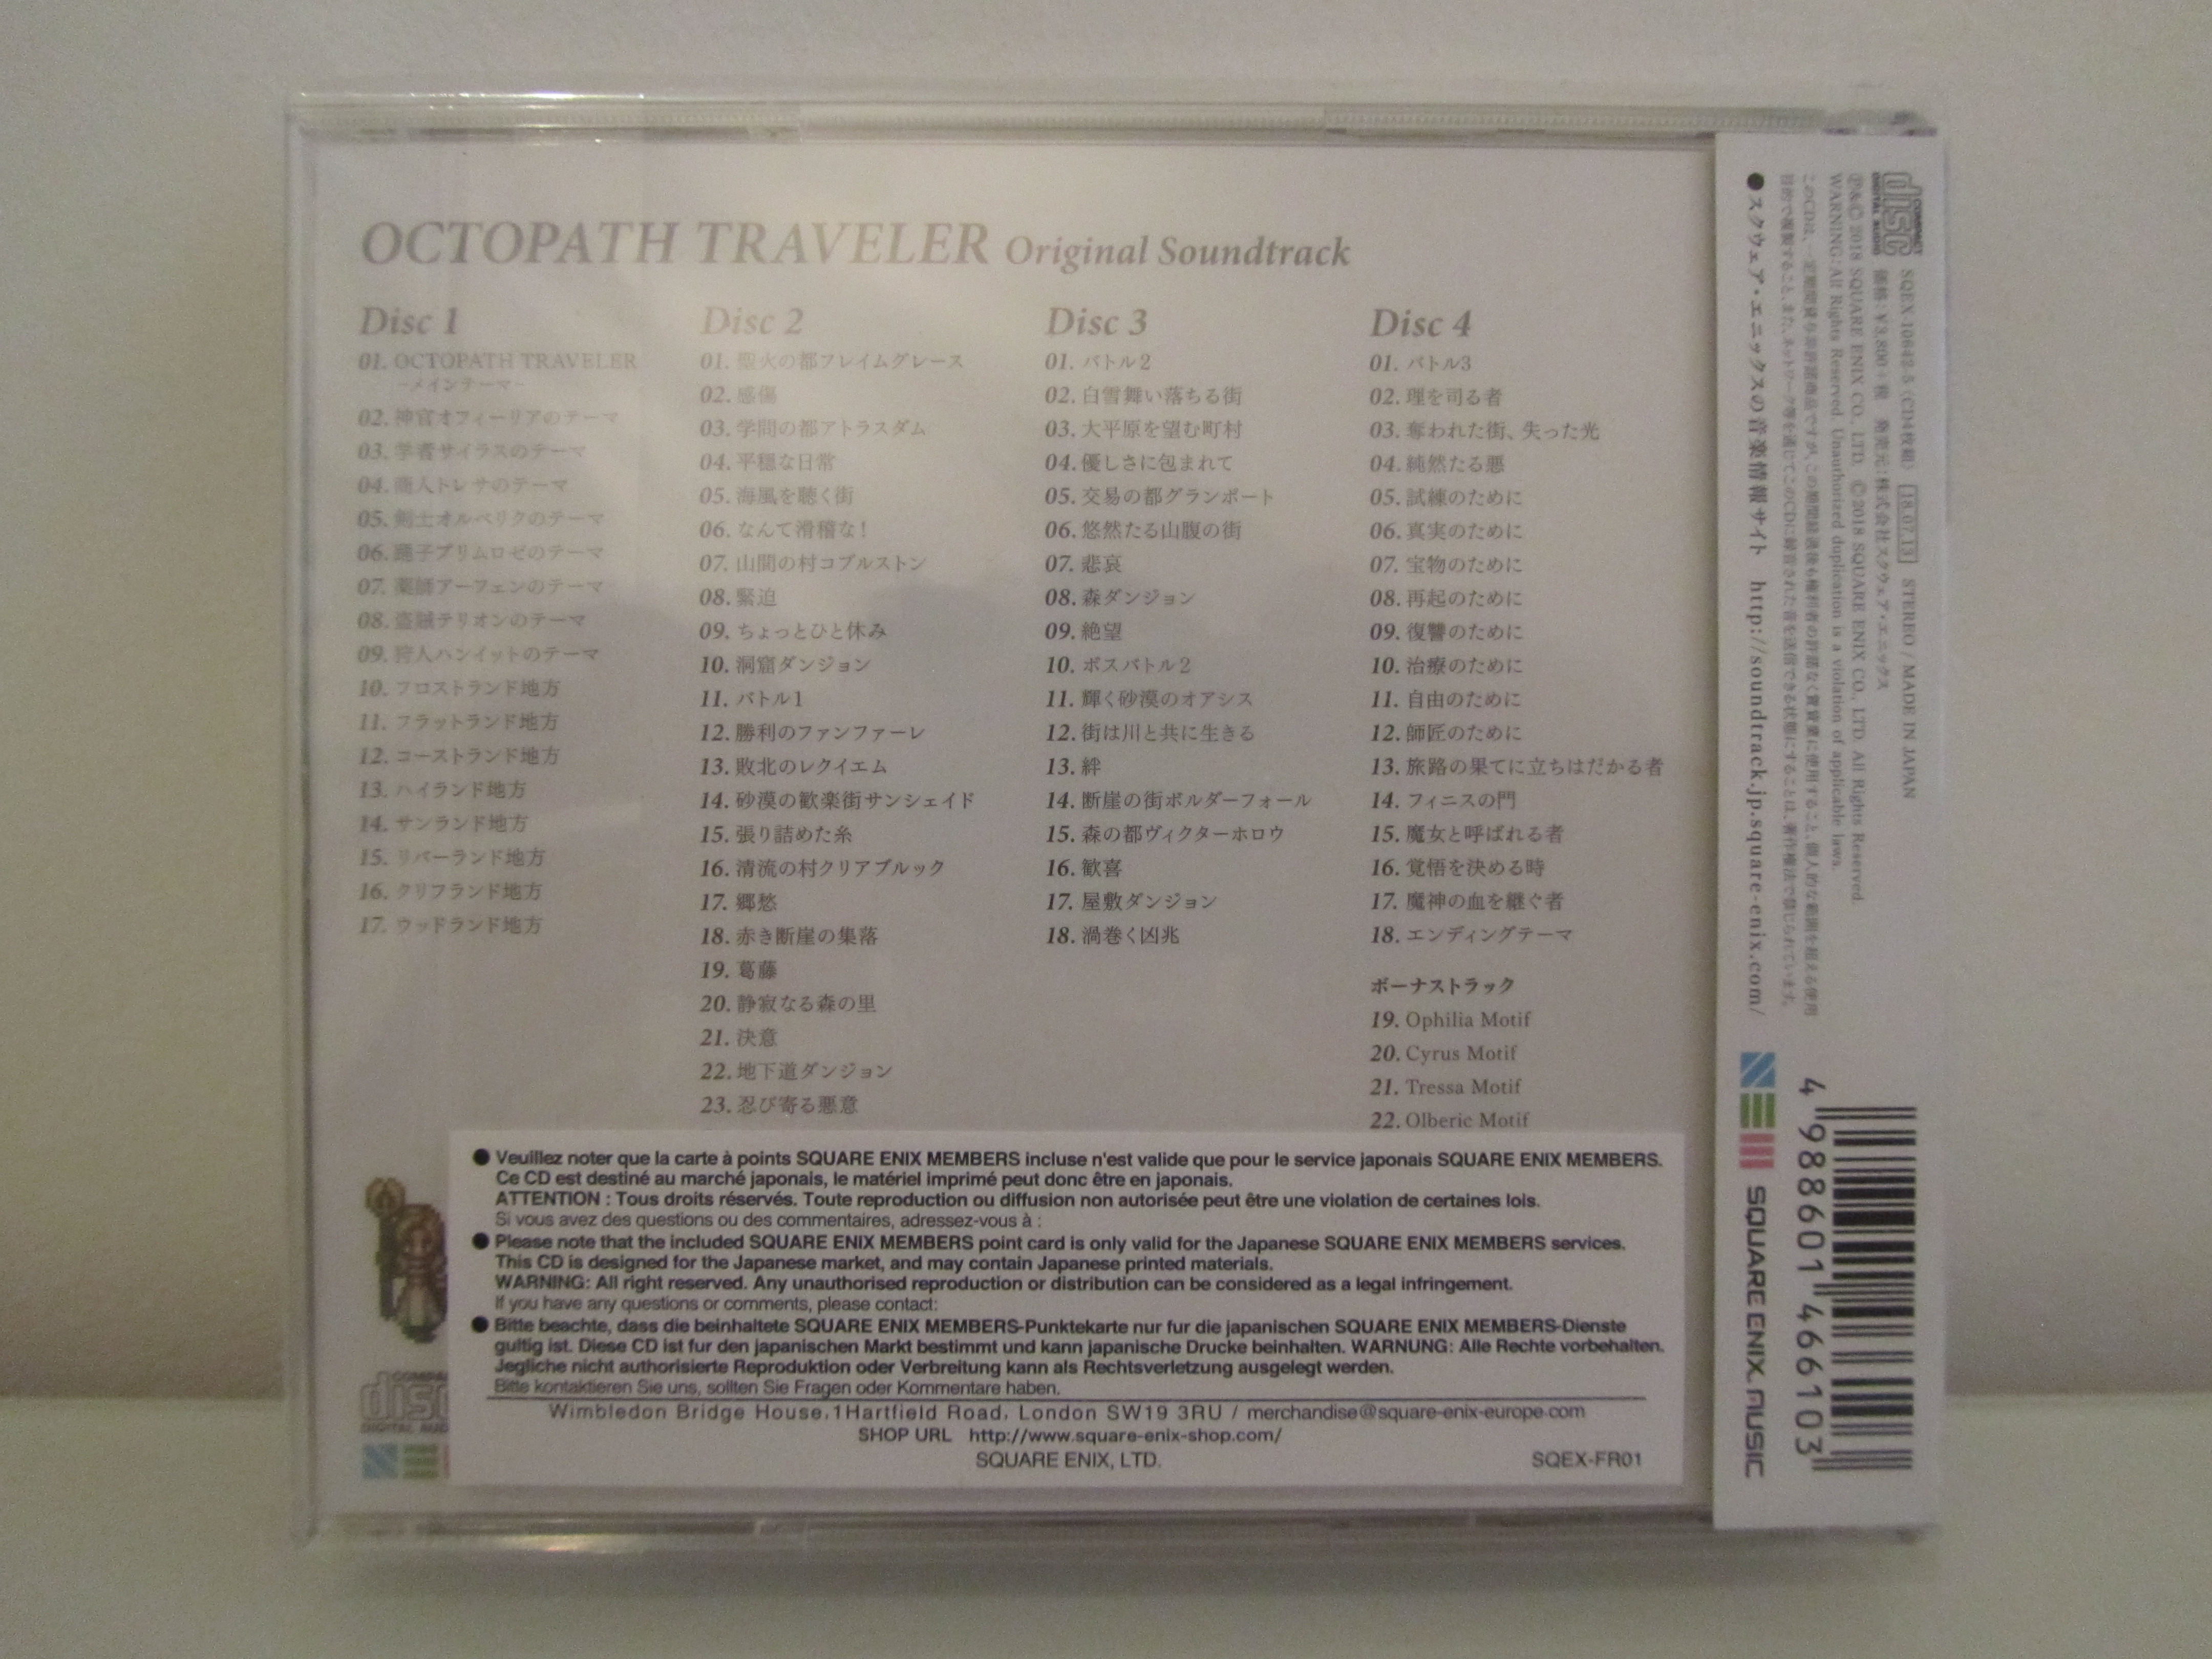 OCTOPATH TRAVELER Original Soundtrack
Disc 1
01. OCTOPATH TRAVELER
-メインテーマ-
02. 神官オフィーリアのテーマ
03. 学者サイラスのテーマ
04. 商人トレサのテーマ
05. 剣士オルベリクのテーマ
06. 踊子プリムロゼのテーマ
07. 薬師アーフェンのテーマ
08. 盗賊テリオンのテーマ
09. 狩人ハンイットのテーマ
10. フロストランド地方
11. フラットランド地方
12. コーストランド地方
13. ハイランド地方
14. サンランド地方
15. リバーランド地方
16. クリフランド地方
17. ウッドランド地方
Disc 2
01. 聖火の都フレイムグレース
02. 感傷
03. 学問の都アトラスダム
04. 平穏な日常
05. 海風を聴く街
06. なんて滑稽な!
07. 山間の村コブルストン
08. 緊迫
09. ちょっとひと休み
10. 洞窟ダンジョン
11. バトル1
12. 勝利のファンファーレ
13. 敗北のレクイエム
14. 砂漠の歓楽街サンシェイド
15. 張り詰めた糸
16. 清流の村クリアブルック
17. 郷愁
18. 赤き断崖の集落
19. 葛藤
20. 静寂なる森の里
21. 決意
22. 地下道ダンジョン
23. 忍び寄る悪意
Disc 3
01. バトル2
02. 白雪舞い落ちる街
03. 大平原を望む町村
04. 優しさに包まれて
05. 交易の都グランポート
06. 悠然たる山腹の街
07. 悲哀
08. 森ダンジョン
09. 絶望
10. ボスバトル2
11. 輝く砂漠のオアシス
12. 街は川と共に生きる
13. 絆
14. 断崖の街ボルダーフォール
15. 森の都ヴィクターホロウ
16. 歓喜
17. 屋敷ダンジョン
18. 渦巻く凶兆
Disc 4
01. バトル3
02. 理を司る者
03. 奪われた街、失った光
04. 純然たる悪
05. 試練のために
06. 真実のために
07. 宝物のために
08. 再起のために
09. 復讐のために
10. 治療のために
11. 自由のために
12. 師匠のために
13. 旅路の果てに立ちはだかる者
14. フィニスの門
15. 魔女と呼ばれる者
16. 覚悟を決める時
17. 魔神の血を継ぐ者
18. エンディングテーマ
ボーナストラック
19. Ophilia Motif
20. Cyrus Motif
21. Tressa Motif
22. Olberic Motif
● Veuillez noter que la carte à points SQUARE ENIX MEMBERS incluse n'est valide que pour le service japonais SQUARE ENIX MEMBERS.
Ce CD est destiné au marché japonais, le matériel imprimé peut donc être en japonais.
ATTENTION : Tous droits réservés. Toute reproduction ou diffusion non autorisée peut être une violation de certaines lois.
Si vous avez des questions ou des commentaires, adressez-vous à :
● Please note that the included SQUARE ENIX MEMBERS point card is only valid for the Japanese SQUARE ENIX MEMBERS services.
This CD is designed for the Japanese market, and may contain Japanese printed materials.
WARNING: All right reserved. Any unauthorised reproduction or distribution can be considered as a legal infringement.
If you have any questions or comments, please contact:
● Bitte beachte, dass die beinhaltete SQUARE ENIX MEMBERS-Punktekarte nur fur die japanischen SQUARE ENIX MEMBERS-Dienste
gultig ist. Diese CD ist fur den japanischen Markt bestimmt und kann japanische Drucke beinhalten. WARNUNG: Alle Rechte vorbehalten.
Jegliche nicht authorisierte Reproduktion oder Verbreitung kann als Rechtsverletzung ausgelegt werden.
Bitte kontaktieren Sie uns, sollten Sie Fragen oder Kommentare haben.
Wimbledon Bridge House,1Hartfield Road, London SW19 3RU / merchandise@square-enix-europe.com
SHOP URL http://www.square-enix-shop.com/
SQUARE ENIX, LTD.
SQEX-FR01
COMPACT
disc
DIGITAL AUDIO
SQEX 10642-5 (CD4枚組) 18.07.13 STEREO / MADE IN JAPAN
価格:¥3,800+税 発売元:株式会社スクウェア・エニックス
℗&© 2018 SQUARE ENIX CO., LTD. ©2018 SQUARE ENIX CO., LTD. All Rights Reserved.
WARNING: All Rights Reserved. Unauthorized duplication is a violation of applicable laws.
●スクウェア・エニックスの音楽情報サイト http://soundtrack.jp.square-enix.com/
SQUARE ENIX MUSIC
4 988601 466103